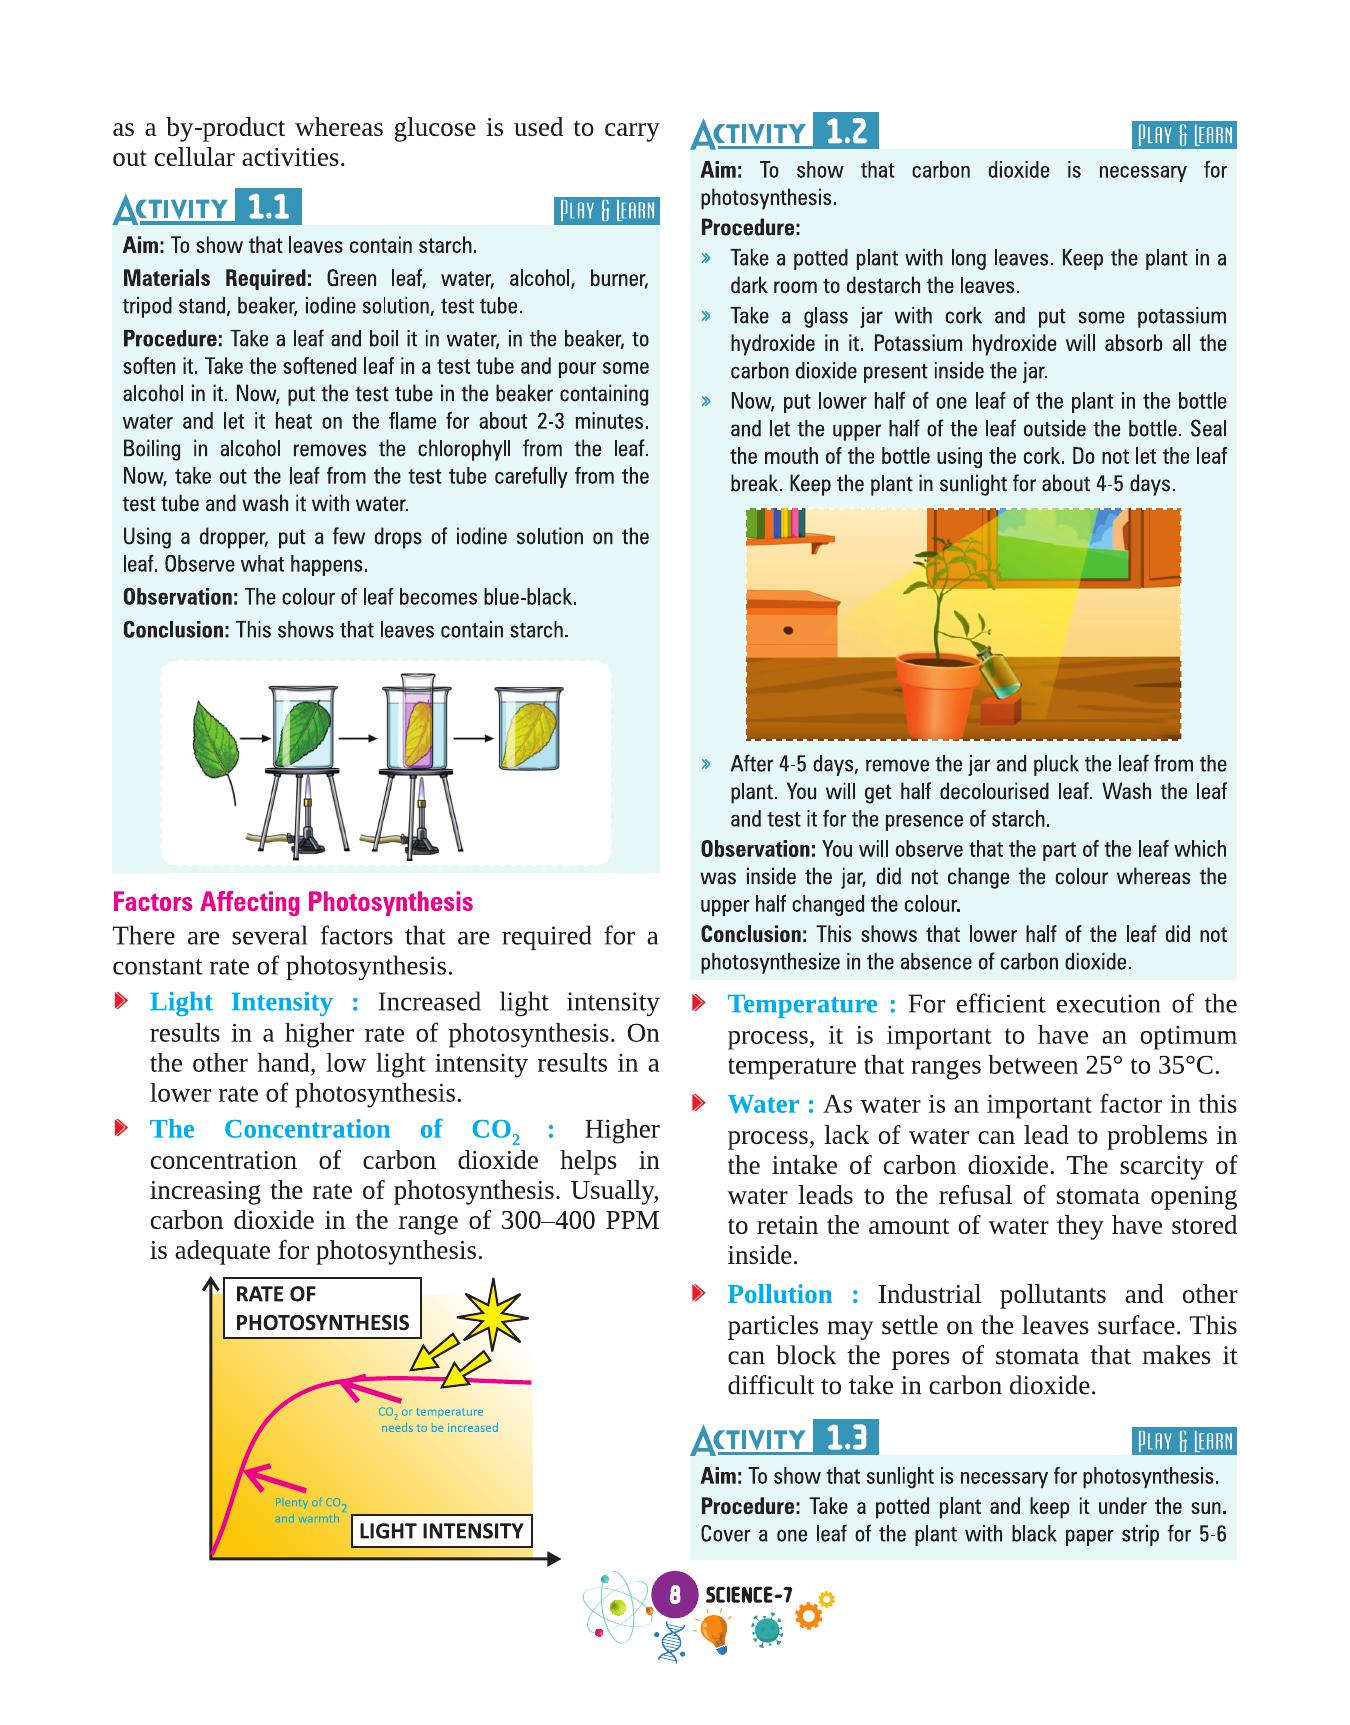 as a by-product whereas glucose is used to carry
out cellular activities.
ACTIVITY 1.1
PLAY & LEARN
Aim: To show that leaves contain starch.
Materials Required: Green leaf, water, alcohol, burner,
tripod stand, beaker, iodine solution, test tube.
Procedure: Take a leaf and boil it in water, in the beaker, to
soften it. Take the softened leaf in a test tube and pour some
alcohol in it. Now, put the test tube in the beaker containing
water and let it heat on the flame for about 2-3 minutes.
Boiling in alcohol removes the chlorophyll from the leaf.
Now, take out the leaf from the test tube carefully from the
test tube and wash it with water.
Using a dropper, put a few drops of iodine solution on the
leaf. Observe what happens.
Observation: The colour of leaf becomes blue-black.
Conclusion: This shows that leaves contain starch.
Factors Affecting Photosynthesis
There are several factors that are required for a
constant rate of photosynthesis.
Light Intensity : Increased light intensity
results in a higher rate of photosynthesis. On
the other hand, low light intensity results in a
lower rate of photosynthesis.
The Concentration of CO₂ : Higher
concentration of carbon dioxide helps in
increasing the rate of photosynthesis. Usually,
carbon dioxide in the range of 300–400 PPM
is adequate for photosynthesis.
RATE OF
PHOTOSYNTHESIS
CO₂ or temperature
needs to be increased
Plenty of CO₂
and warmth
LIGHT INTENSITY
ACTIVITY 1.2
PLAY & LEARN
Aim: To show that carbon dioxide is necessary for
photosynthesis.
Procedure:
» Take a potted plant with long leaves. Keep the plant in a
dark room to destarch the leaves.
» Take a glass jar with cork and put some potassium
hydroxide in it. Potassium hydroxide will absorb all the
carbon dioxide present inside the jar.
» Now, put lower half of one leaf of the plant in the bottle
and let the upper half of the leaf outside the bottle. Seal
the mouth of the bottle using the cork. Do not let the leaf
break. Keep the plant in sunlight for about 4-5 days.
» After 4-5 days, remove the jar and pluck the leaf from the
plant. You will get half decolourised leaf. Wash the leaf
and test it for the presence of starch.
Observation: You will observe that the part of the leaf which
was inside the jar, did not change the colour whereas the
upper half changed the colour.
Conclusion: This shows that lower half of the leaf did not
photosynthesize in the absence of carbon dioxide.
Temperature : For efficient execution of the
process, it is important to have an optimum
temperature that ranges between 25° to 35°C.
Water : As water is an important factor in this
process, lack of water can lead to problems in
the intake of carbon dioxide. The scarcity of
water leads to the refusal of stomata opening
to retain the amount of water they have stored
inside.
Pollution : Industrial pollutants and other
particles may settle on the leaves surface. This
can block the pores of stomata that makes it
difficult to take in carbon dioxide.
ACTIVITY 1.3
PLAY & LEARN
Aim: To show that sunlight is necessary for photosynthesis.
Procedure: Take a potted plant and keep it under the sun.
Cover a one leaf of the plant with black paper strip for 5-6
8 SCIENCE-7